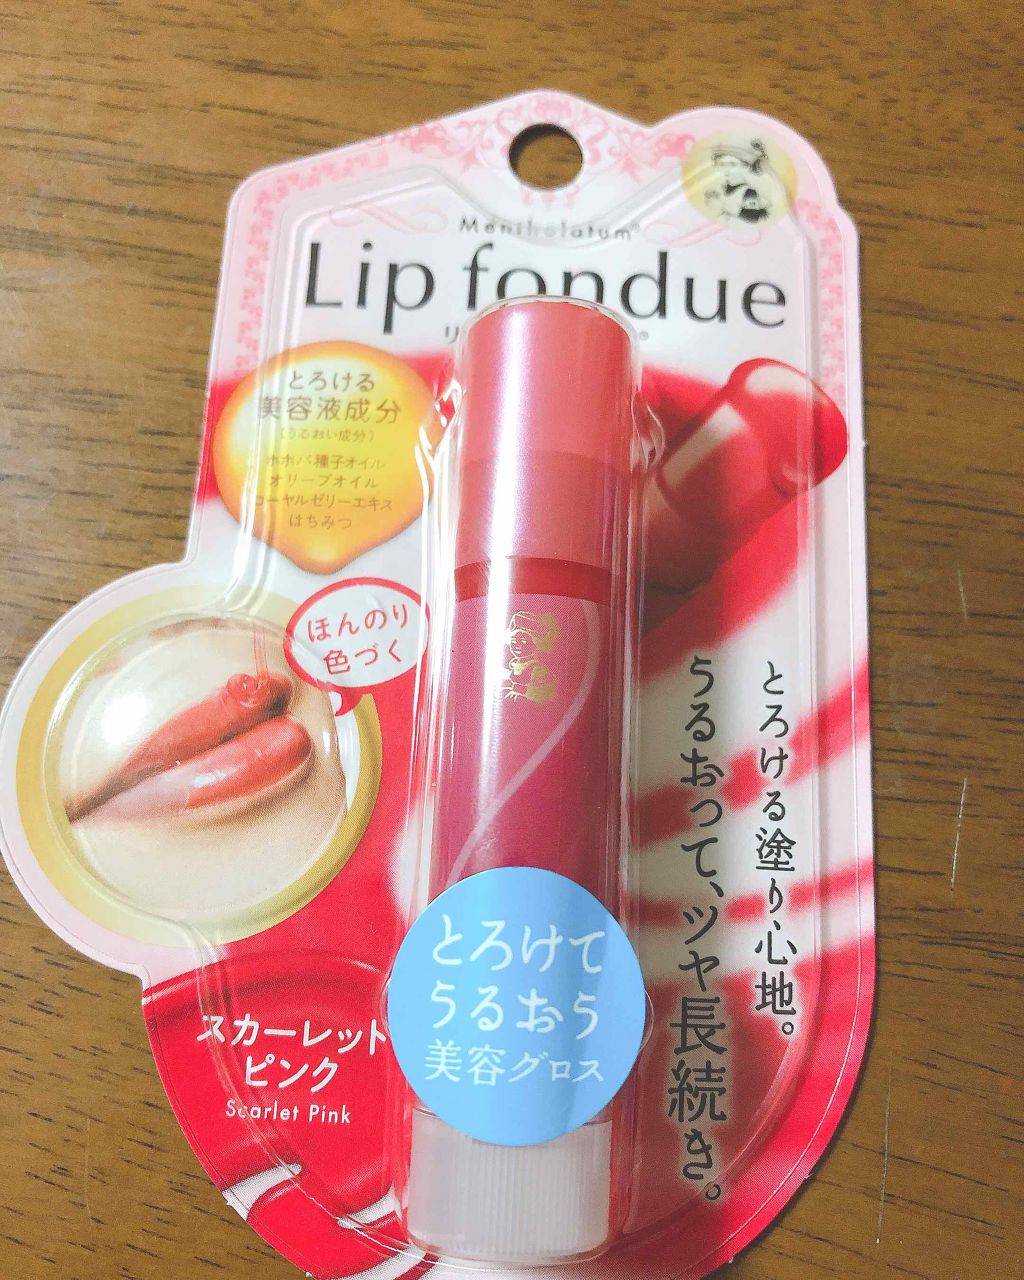 Mentholatum®
Lip fondue
とろける
美容液成分
(うるおい成分)
ホホバ種子オイル
オリーブオイル
ローヤルゼリーエキス
はちみつ
ほんのり
色づく
とろける塗り心地。
うるおって、ツヤ長続き。
とろけて
うるおう
美容グロス
スカーレット
ピンク
Scarlet Pink